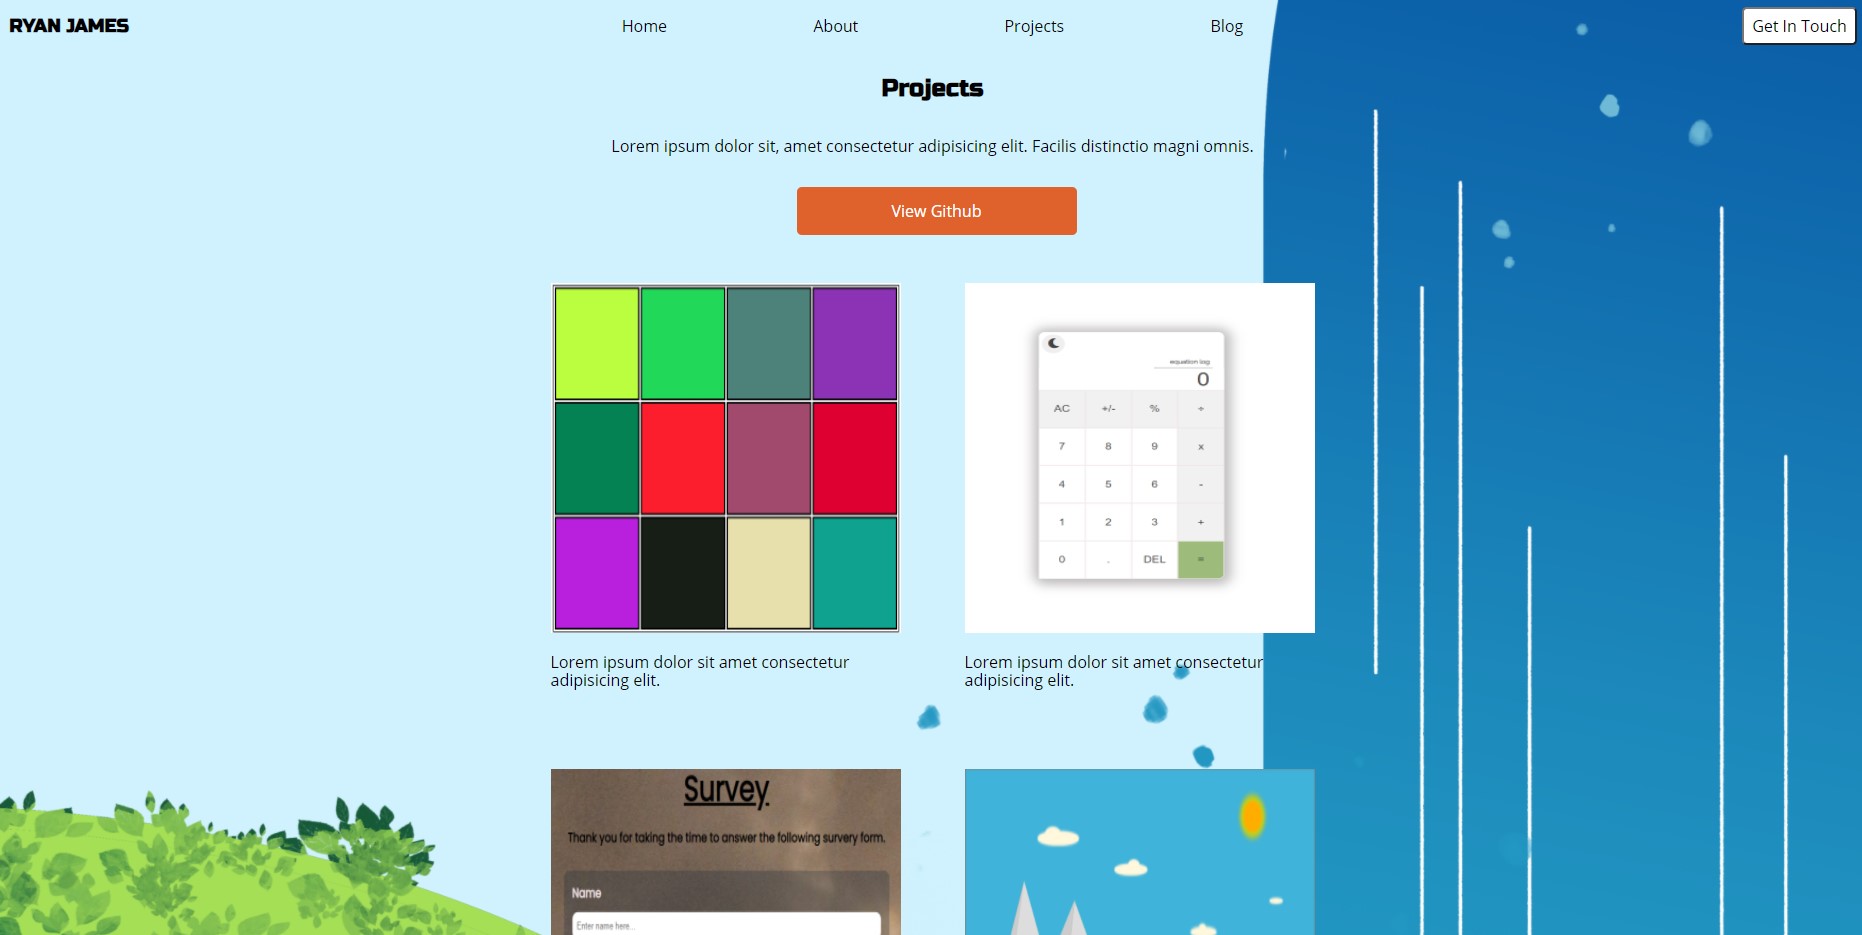 RYAN JAMES
Home
About
Projects
Blog
Get In Touch
Projects
Lorem ipsum dolor sit, amet consectetur adipisicing elit. Facilis distinctio magni omnis.
View Github
equation log
0
AC +/- % ÷
7 8 9 x
4 5 6 -
1 2 3 +
0 . DEL =
Lorem ipsum dolor sit amet consectetur
adipisicing elit.
Lorem ipsum dolor sit amet consectetur
adipisicing elit.
Survey
Thank you for taking the time to answer the following survery form.
Name
Enter name here...